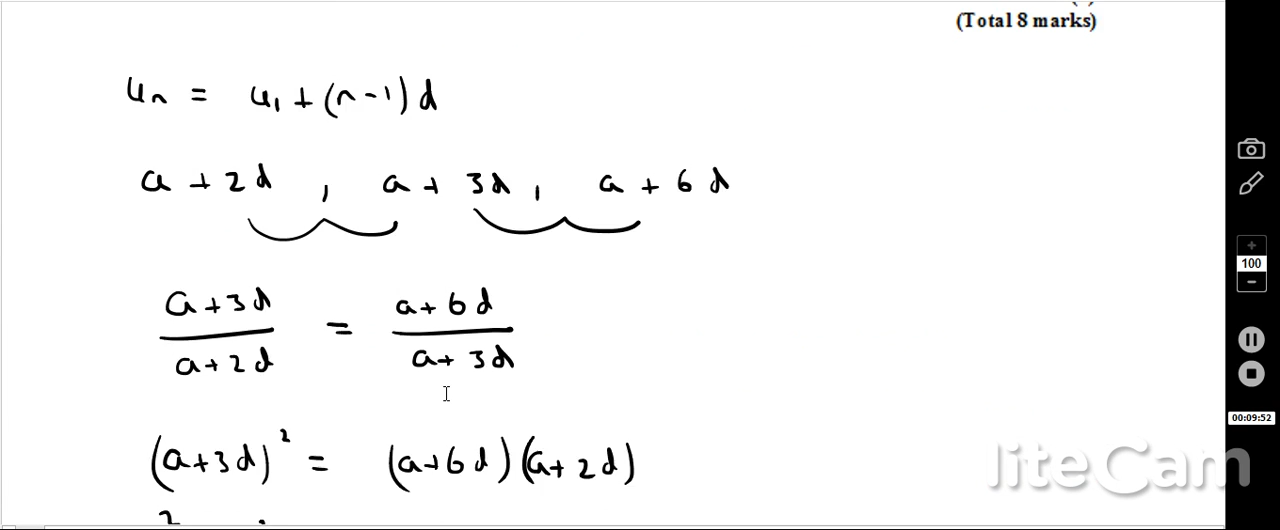 (Total 8 marks)
uₙ = u₁ + (n-1)d
a + 2d , a + 3d , a + 6d
a+3d / a+2d = a+6d / a+3d
(a+3d)² = (a+6d)(a+2d)
2
100
00:09:52
liteCam